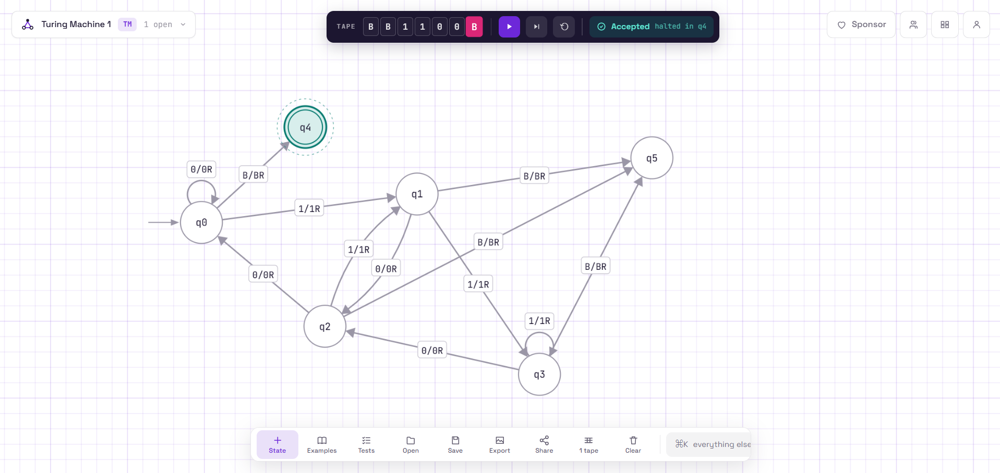 Turing Machine 1 TM 1 open
TAPE B B 1 1 0 0 B Accepted halted in q4
Sponsor
q4
q5
0/0R
B/BR
B/BR
q1
1/1R
q0
B/BR
1/1R
0/0R
B/BR
0/0R
1/1R
1/1R
q2
0/0R
q3
State Examples Tests Open Save Export Share 1 tape Clear ⌘K everything else